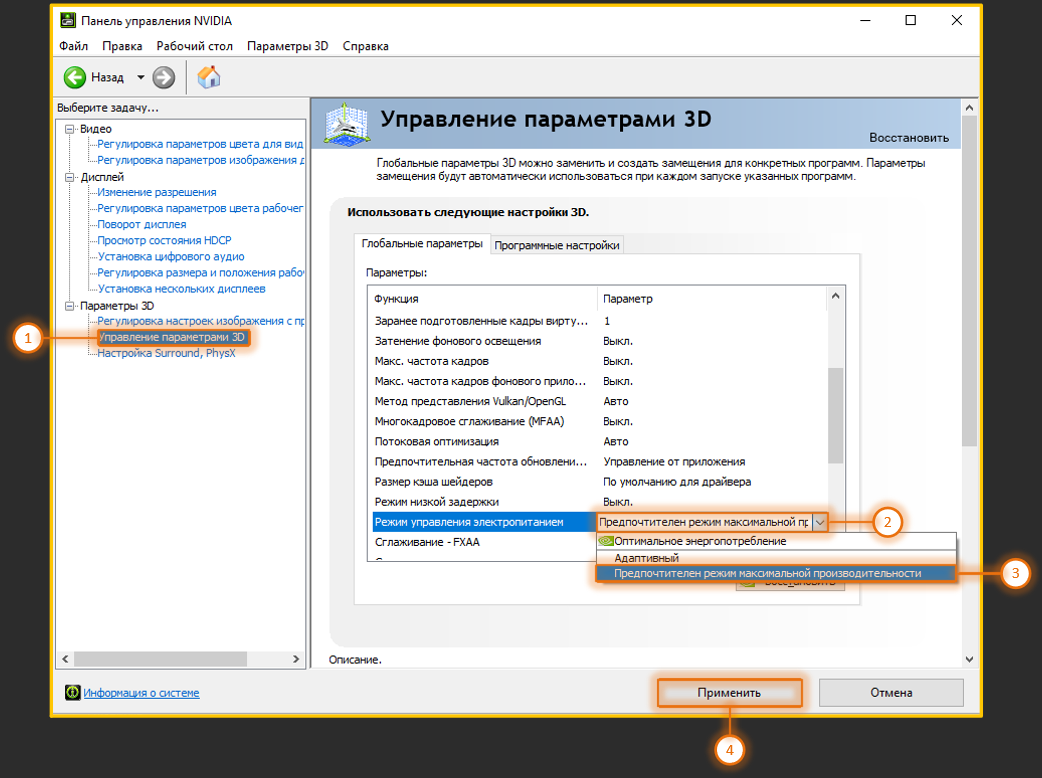 Панель управления NVIDIA
Файл Правка Рабочий стол Параметры 3D Справка
Назад
Выберите задачу...
Видео
Регулировка параметров цвета для вид
Регулировка параметров изображения д
Дисплей
Изменение разрешения
Регулировка параметров цвета рабочег
Поворот дисплея
Просмотр состояния HDCP
Установка цифрового аудио
Регулировка размера и положения рабо
Установка нескольких дисплеев
Параметры 3D
Регулировка настроек изображения с пр
1
Управление параметрами 3D
Настройка Surround, PhysX
Управление параметрами 3D
Восстановить
Глобальные параметры 3D можно заменить и создать замещения для конкретных программ. Параметры
замещения будут автоматически использоваться при каждом запуске указанных программ.
Использовать следующие настройки 3D.
Глобальные параметры Программные настройки
Параметры:
Функция Параметр
Заранее подготовленные кадры вирту... 1
Затенение фонового освещения Выкл.
Макс. частота кадров Выкл.
Макс. частота кадров фонового прило... Выкл.
Метод представления Vulkan/OpenGL Авто
Многокадровое сглаживание (MFAA) Выкл.
Потоковая оптимизация Авто
Предпочтительная частота обновлени... Управление от приложения
Размер кэша шейдеров По умолчанию для драйвера
Режим низкой задержки Выкл.
Режим управления электропитанием Предпочтителен режим максимальной пр 2
Сглаживание - FXAA
Оптимальное энергопотребление
Адаптивный
Предпочтителен режим максимальной производительности 3
Описание.
Информация о системе
Применить Отмена
4